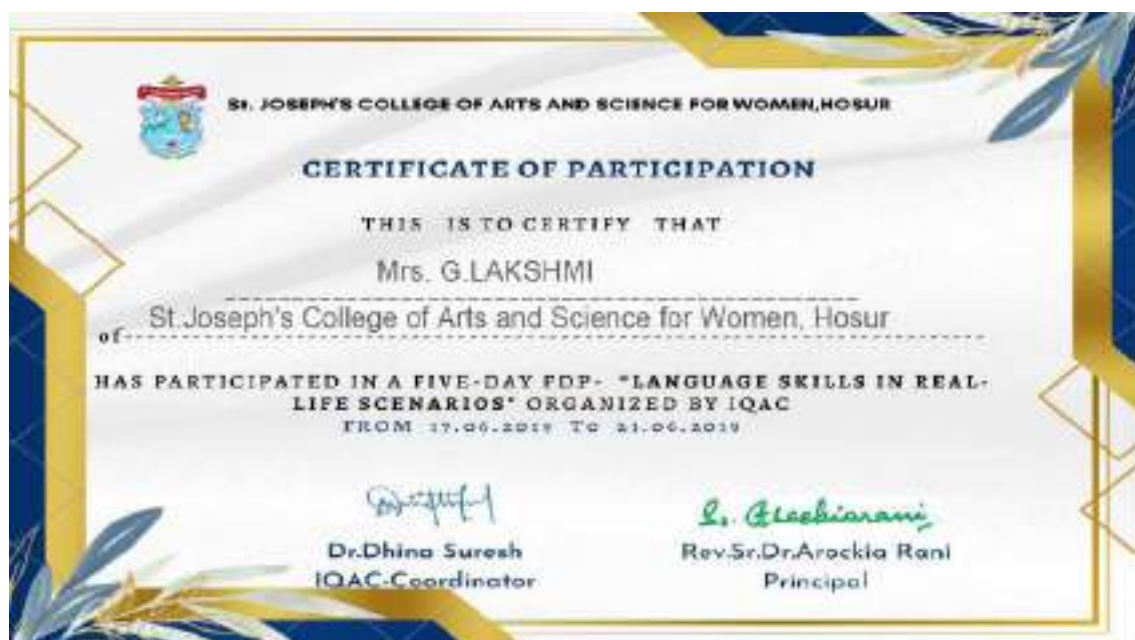 St. JOSEPH'S COLLEGE OF ARTS AND SCIENCE FOR WOMEN,HOSUR
CERTIFICATE OF PARTICIPATION
THIS IS TO CERTIFY THAT
Mrs. G.LAKSHMI
of St.Joseph's College of Arts and Science for Women, Hosur
HAS PARTICIPATED IN A FIVE-DAY FDP- "LANGUAGE SKILLS IN REAL-
LIFE SCENARIOS" ORGANIZED BY IQAC
FROM 17.06.2019 TO 21.06.2019
Dr.Dhina Suresh
Rev.Sr.Dr.Arockia Rani
IQAC-Coordinator
Principal